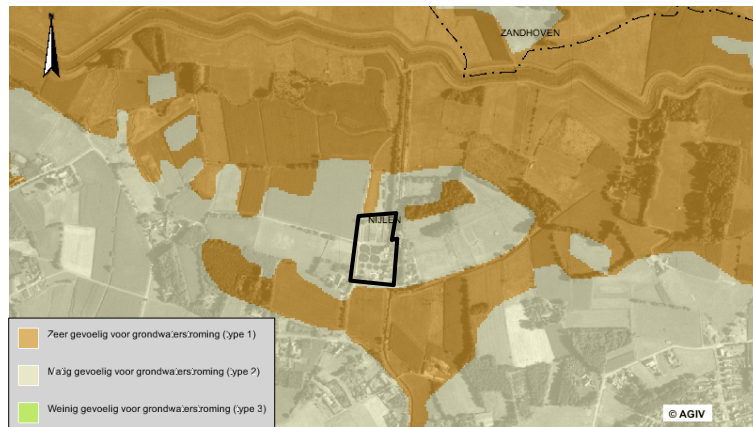 ZANDHOVEN
NIJLEN
Zeer gevoelig voor grondwaterstroming (type 1)
Matig gevoelig voor grondwaterstroming (type 2)
Weinig gevoelig voor grondwaterstroming (type 3)
© AGIV